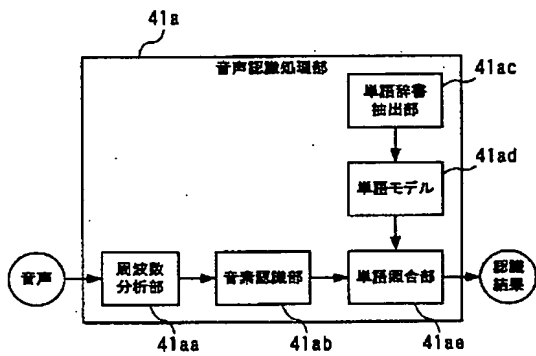 41a
音声認識処理部
単語辞書
抽出部
41ac
単語モデル
41ad
音声
周波数
分析部
音素認識部
単語照合部
認識
結果
41aa
41ab
41ae